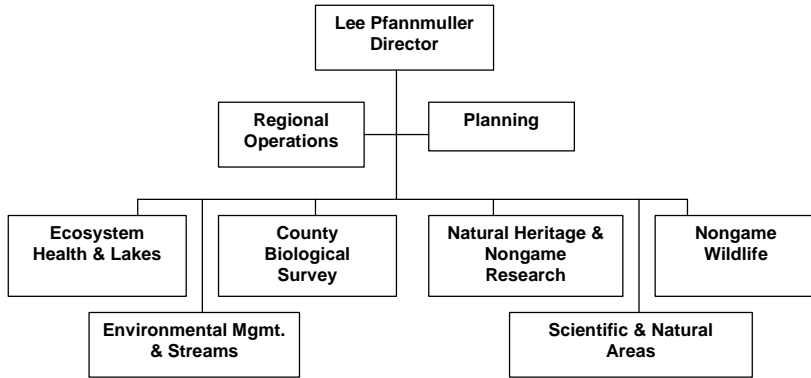 Lee Pfannmuller
Director
Regional
Operations
Planning
Ecosystem
Health & Lakes
County
Biological
Survey
Natural Heritage &
Nongame
Research
Nongame
Wildlife
Environmental Mgmt.
& Streams
Scientific & Natural
Areas